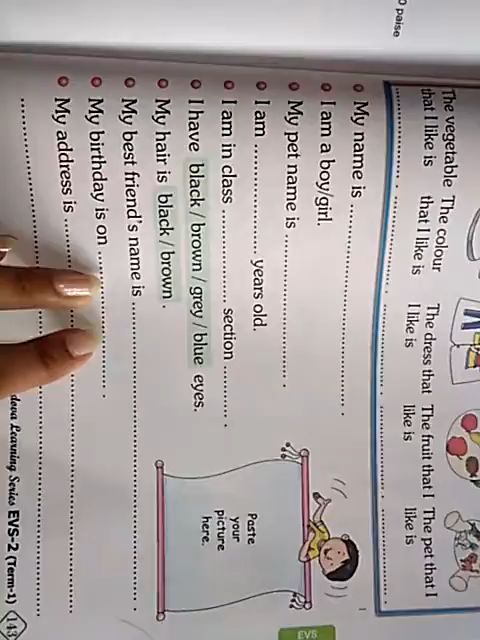 0 paise
The vegetable that I like is ..............
The colour that I like is ..............
The dress that I like is ..............
The fruit that I like is ..............
The pet that I like is ..............
My name is ..............................
I am a boy/girl.
My pet name is ..............................
I am .................... years old.
I am in class .................... section ....................
I have black / brown / grey / blue eyes.
My hair is black / brown .
My best friend's name is ..............................
My birthday is on ..............................
My address is ..............................
Paste
your
picture
here.
EVS
dova Learning Series EVS-2 (Term-1) 143